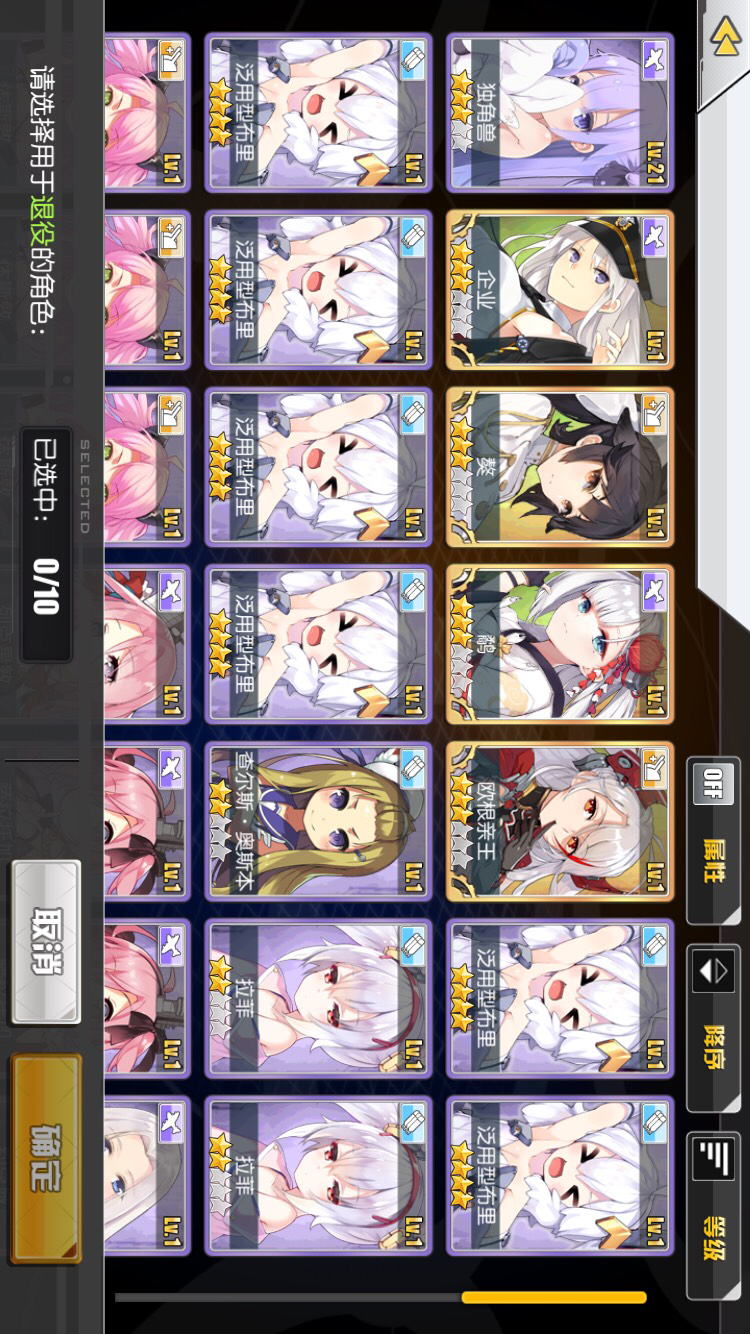 OFF 属性
降序
等级
Lv.21
独角兽
Lv.1
企业
Lv.1
鳌
Lv.1
鹞
Lv.1
欧根亲王
Lv.1
泛用型布里
Lv.1
泛用型布里
Lv.1
泛用型布里
Lv.1
泛用型布里
Lv.1
泛用型布里
Lv.1
泛用型布里
Lv.1
查尔斯·奥斯本
Lv.1
拉菲
Lv.1
拉菲
Lv.1
Lv.1
Lv.1
Lv.1
Lv.1
Lv.1
Lv.1
SELECTED
请选择用于退役的角色:
已选中: 0/10
取消
确定